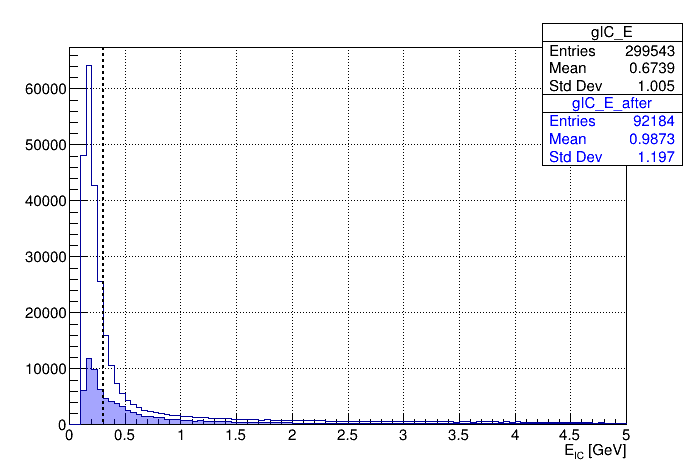 gIC_E
Entries 299543
Mean 0.6739
Std Dev 1.005
gIC_E_after
Entries 92184
Mean 0.9873
Std Dev 1.197
60000
50000
40000
30000
20000
10000
0
0 0.5 1 1.5 2 2.5 3 3.5 4 4.5 5
E_IC [GeV]